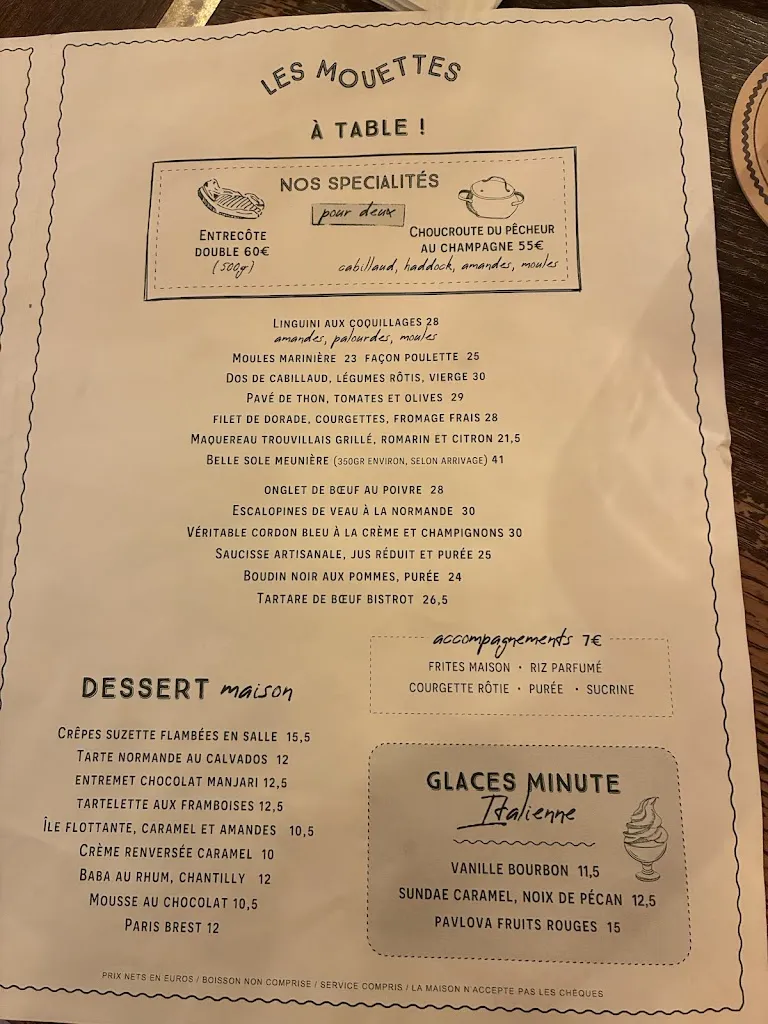 LES MOUETTES
À TABLE !
NOS SPECIALITÉS
pour deux
ENTRECÔTE
DOUBLE 60€
(500gr)
CHOUCROUTE DU PÊCHEUR
AU CHAMPAGNE 55€
cabillaud, haddock, amandes, moules
LINGUINI AUX COQUILLAGES 28
amandes, palourdes, moules
MOULES MARINIÈRE 23 FAÇON POULETTE 25
DOS DE CABILLAUD, LÉGUMES RÔTIS, VIERGE 30
PAVÉ DE THON, TOMATES ET OLIVES 29
FILET DE DORADE, COURGETTES, FROMAGE FRAIS 28
MAQUEREAU TROUVILLAIS GRILLÉ, ROMARIN ET CITRON 21,5
BELLE SOLE MEUNIÈRE (350GR ENVIRON, SELON ARRIVAGE) 41
ONGLET DE BŒUF AU POIVRE 28
ESCALOPINES DE VEAU À LA NORMANDE 30
VÉRITABLE CORDON BLEU À LA CRÈME ET CHAMPIGNONS 30
SAUCISSE ARTISANALE, JUS RÉDUIT ET PURÉE 25
BOUDIN NOIR AUX POMMES, PURÉE 24
TARTARE DE BŒUF BISTROT 26,5
accompagnements 7€
FRITES MAISON • RIZ PARFUMÉ
COURGETTE RÔTIE • PURÉE • SUCRINE
DESSERT maison
CRÊPES SUZETTE FLAMBÉES EN SALLE 15,5
TARTE NORMANDE AU CALVADOS 12
ENTREMET CHOCOLAT MANJARI 12,5
TARTELETTE AUX FRAMBOISES 12,5
ÎLE FLOTTANTE, CARAMEL ET AMANDES 10,5
CRÈME RENVERSÉE CARAMEL 10
BABA AU RHUM, CHANTILLY 12
MOUSSE AU CHOCOLAT 10,5
PARIS BREST 12
GLACES MINUTE
Italienne
VANILLE BOURBON 11,5
SUNDAE CARAMEL, NOIX DE PÉCAN 12,5
PAVLOVA FRUITS ROUGES 15
PRIX NETS EN EUROS / BOISSON NON COMPRISE / SERVICE COMPRIS / LA MAISON N'ACCEPTE PAS LES CHÈQUES